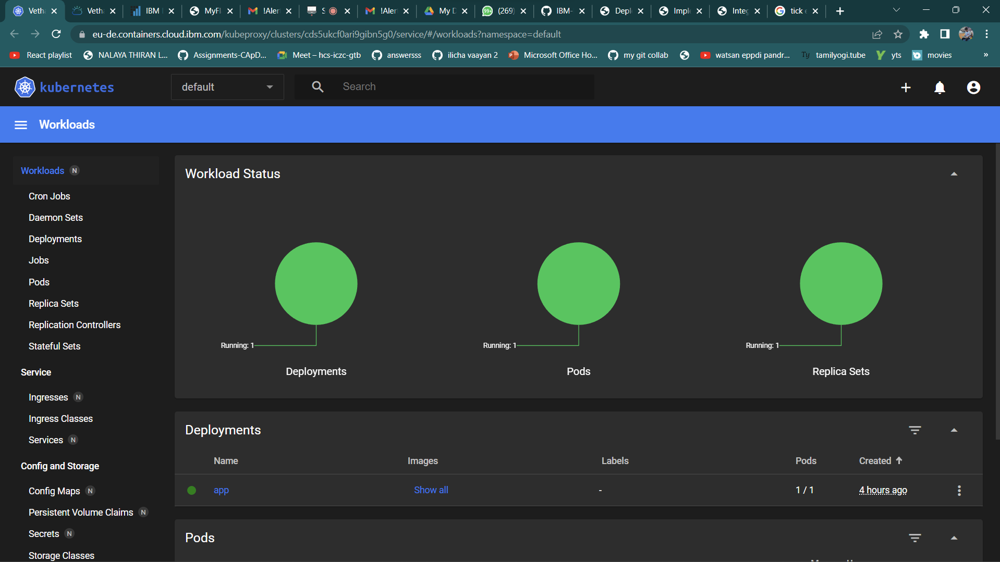 Veth
Veth
IBM
MyFl
!Aler
S
!Aler
My D
99+ (269)
IBM-
Depl
Imple
Integ
tick e
eu-de.containers.cloud.ibm.com/kubeproxy/clusters/cds5ukcf0ari9gibn5g0/service/#/workloads?namespace=default
React playlist
NALAYA THIRAN L...
Assignments-CApD...
Meet – hcs-iczc-gtb
answersss
ilicha vaayan 2
Microsoft Office Ho...
my git collab
watsan eppdi pandr...
Ty tamilyogi.tube
Y yts
movies
»
kubernetes
default
Search
Workloads
Workloads N
Cron Jobs
Daemon Sets
Deployments
Jobs
Pods
Replica Sets
Replication Controllers
Stateful Sets
Service
Ingresses N
Ingress Classes
Services N
Config and Storage
Config Maps N
Persistent Volume Claims N
Secrets N
Storage Classes
Workload Status
Running: 1
Running: 1
Running: 1
Deployments
Pods
Replica Sets
Deployments
Name Images Labels Pods Created
app Show all - 1 / 1 4 hours ago
Pods